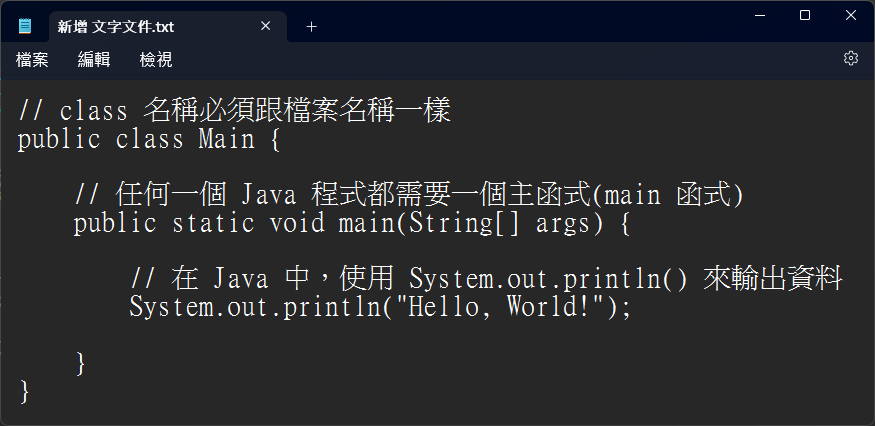 新增 文字文件.txt
檔案 編輯 檢視
// class 名稱必須跟檔案名稱一樣
public class Main {
// 任何一個 Java 程式都需要一個主函式(main 函式)
public static void main(String[] args) {
// 在 Java 中，使用 System.out.println() 來輸出資料
System.out.println("Hello, World!");
}
}